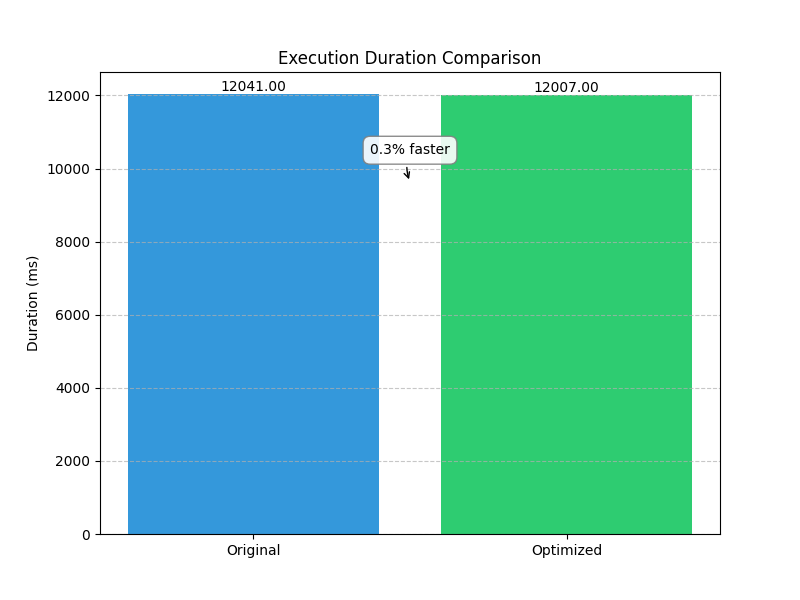 Execution Duration Comparison
12041.00
12007.00
0.3% faster
12000
10000
8000
6000
4000
2000
0
Duration (ms)
Original
Optimized